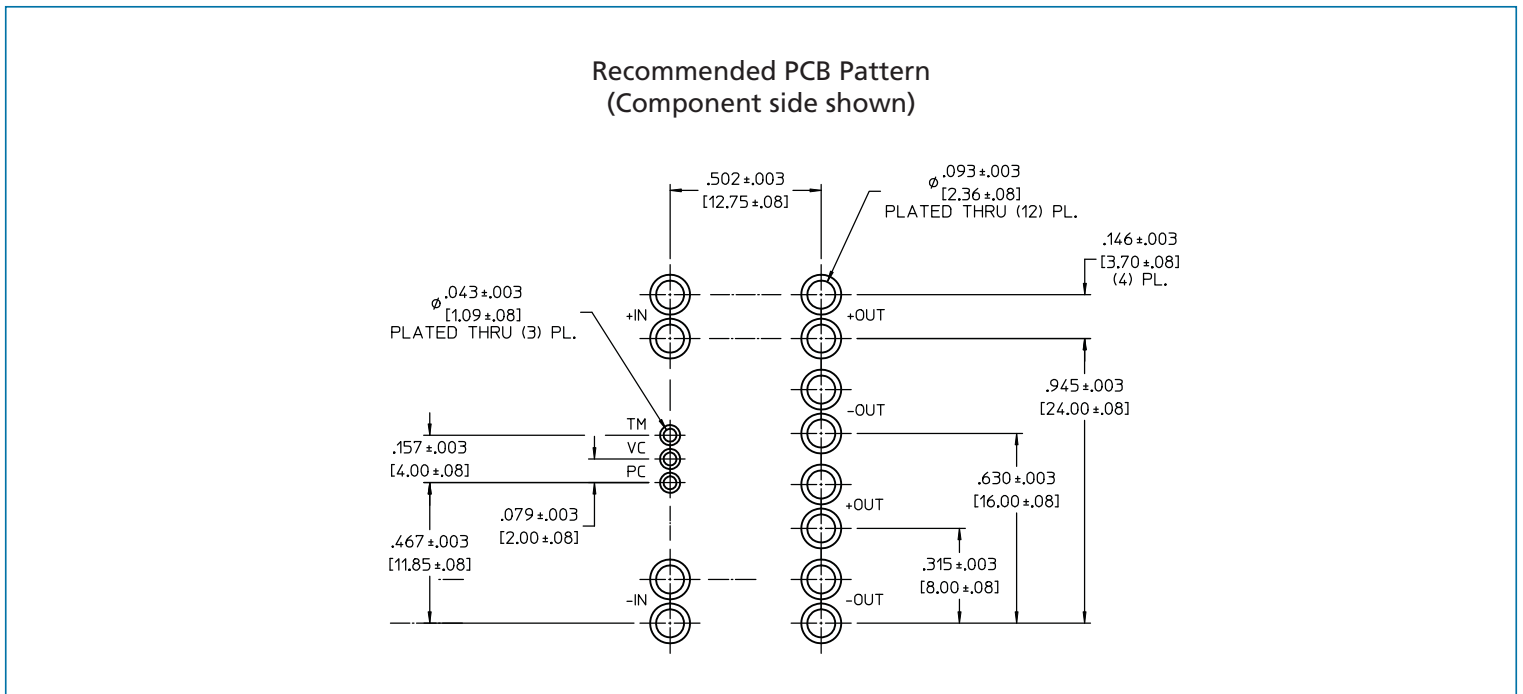 Recommended PCB Pattern
(Component side shown)
.502±.003
[12.75±.08]
ø .093±.003
[2.36±.08]
PLATED THRU (12) PL.
.146±.003
[3.70±.08]
(4) PL.
ø .043±.003
[1.09±.08]
PLATED THRU (3) PL.
+IN
+OUT
.945±.003
[24.00±.08]
-OUT
TM
VC
PC
.157±.003
[4.00±.08]
.630±.003
[16.00±.08]
+OUT
.079±.003
[2.00±.08]
.467±.003
[11.85±.08]
.315±.003
[8.00±.08]
-IN
-OUT